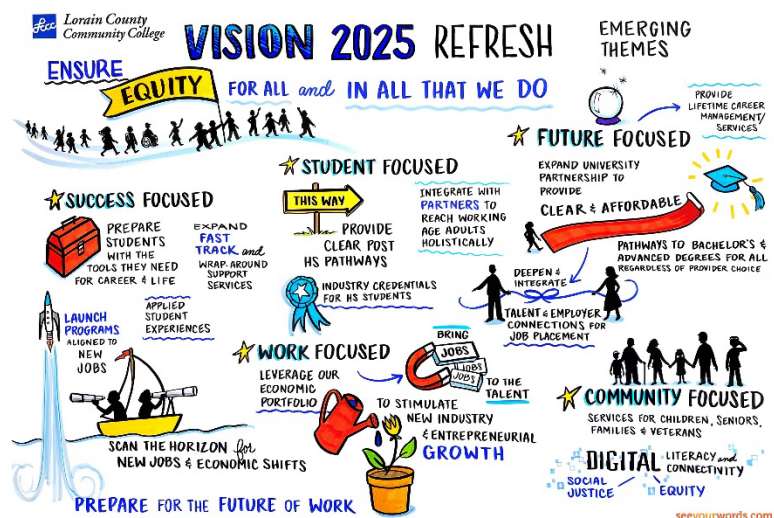 lccc
Lorain County
Community College
VISION 2025 REFRESH
EMERGING
THEMES
ENSURE
EQUITY
FOR ALL and IN ALL THAT WE DO
PROVIDE
LIFETIME CAREER
MANAGEMENT/
SERVICES
FUTURE FOCUSED
EXPAND UNIVERSITY
PARTNERSHIP TO
PROVIDE
CLEAR & AFFORDABLE
PATHWAYS TO BACHELOR'S &
ADVANCED DEGREES FOR ALL
REGARDLESS OF PROVIDER CHOICE
DEEPEN &
INTEGRATE
TALENT & EMPLOYER
CONNECTIONS FOR
JOB PLACEMENT
STUDENT FOCUSED
THIS WAY
PROVIDE
CLEAR POST
HS PATHWAYS
INTEGRATE WITH
PARTNERS TO
REACH WORKING
AGE ADULTS
HOLISTICALLY
INDUSTRY CREDENTIALS
FOR HS STUDENTS
SUCCESS FOCUSED
PREPARE
STUDENTS
WITH THE
TOOLS THEY NEED
FOR CAREER & LIFE
EXPAND
FAST
TRACK and
WRAP-AROUND
SUPPORT
SERVICES
LAUNCH
PROGRAMS
ALIGNED TO
NEW
JOBS
APPLIED
STUDENT
EXPERIENCES
SCAN THE HORIZON for
NEW JOBS & ECONOMIC SHIFTS
PREPARE FOR THE FUTURE OF WORK
WORK FOCUSED
LEVERAGE OUR
ECONOMIC
PORTFOLIO
BRING
JOBS
JOBS
JOBS
TO THE
TALENT
TO STIMULATE
NEW INDUSTRY
& ENTREPRENEURIAL
GROWTH
COMMUNITY FOCUSED
SERVICES FOR CHILDREN, SENIORS,
FAMILIES & VETERANS
DIGITAL LITERACY and
CONNECTIVITY
SOCIAL
JUSTICE
EQUITY
seeyourwords.com